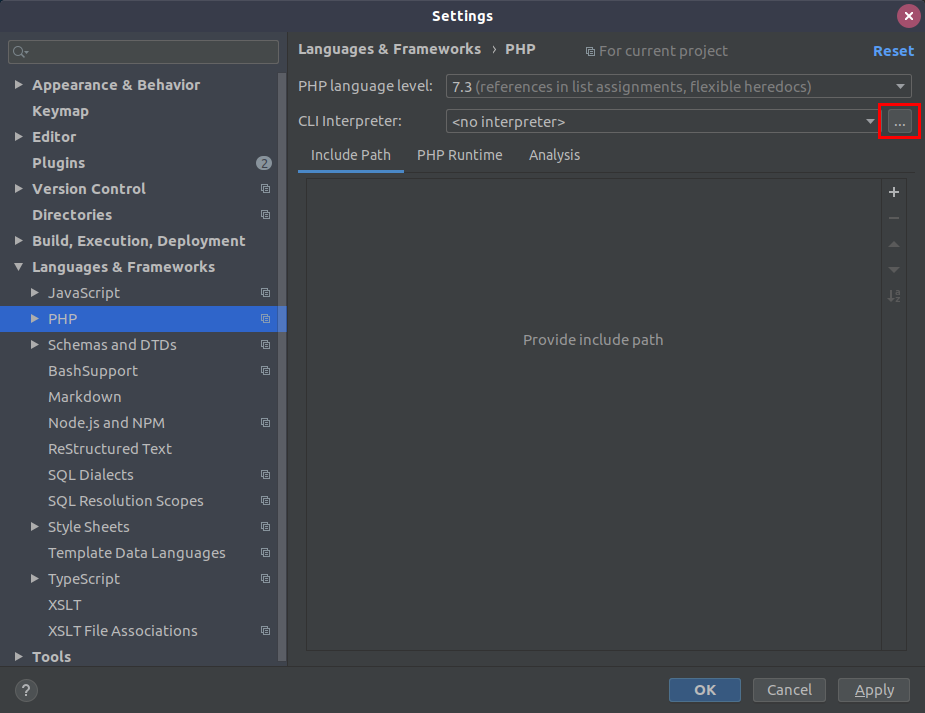 Settings
Appearance & Behavior
Keymap
Editor
Plugins 2
Version Control
Directories
Build, Execution, Deployment
Languages & Frameworks
JavaScript
PHP
Schemas and DTDs
BashSupport
Markdown
Node.js and NPM
ReStructured Text
SQL Dialects
SQL Resolution Scopes
Style Sheets
Template Data Languages
TypeScript
XSLT
XSLT File Associations
Tools
Languages & Frameworks › PHP For current project Reset
PHP language level: 7.3 (references in list assignments, flexible heredocs)
CLI Interpreter: <no interpreter> ...
Include Path PHP Runtime Analysis
Provide include path
? OK Cancel Apply